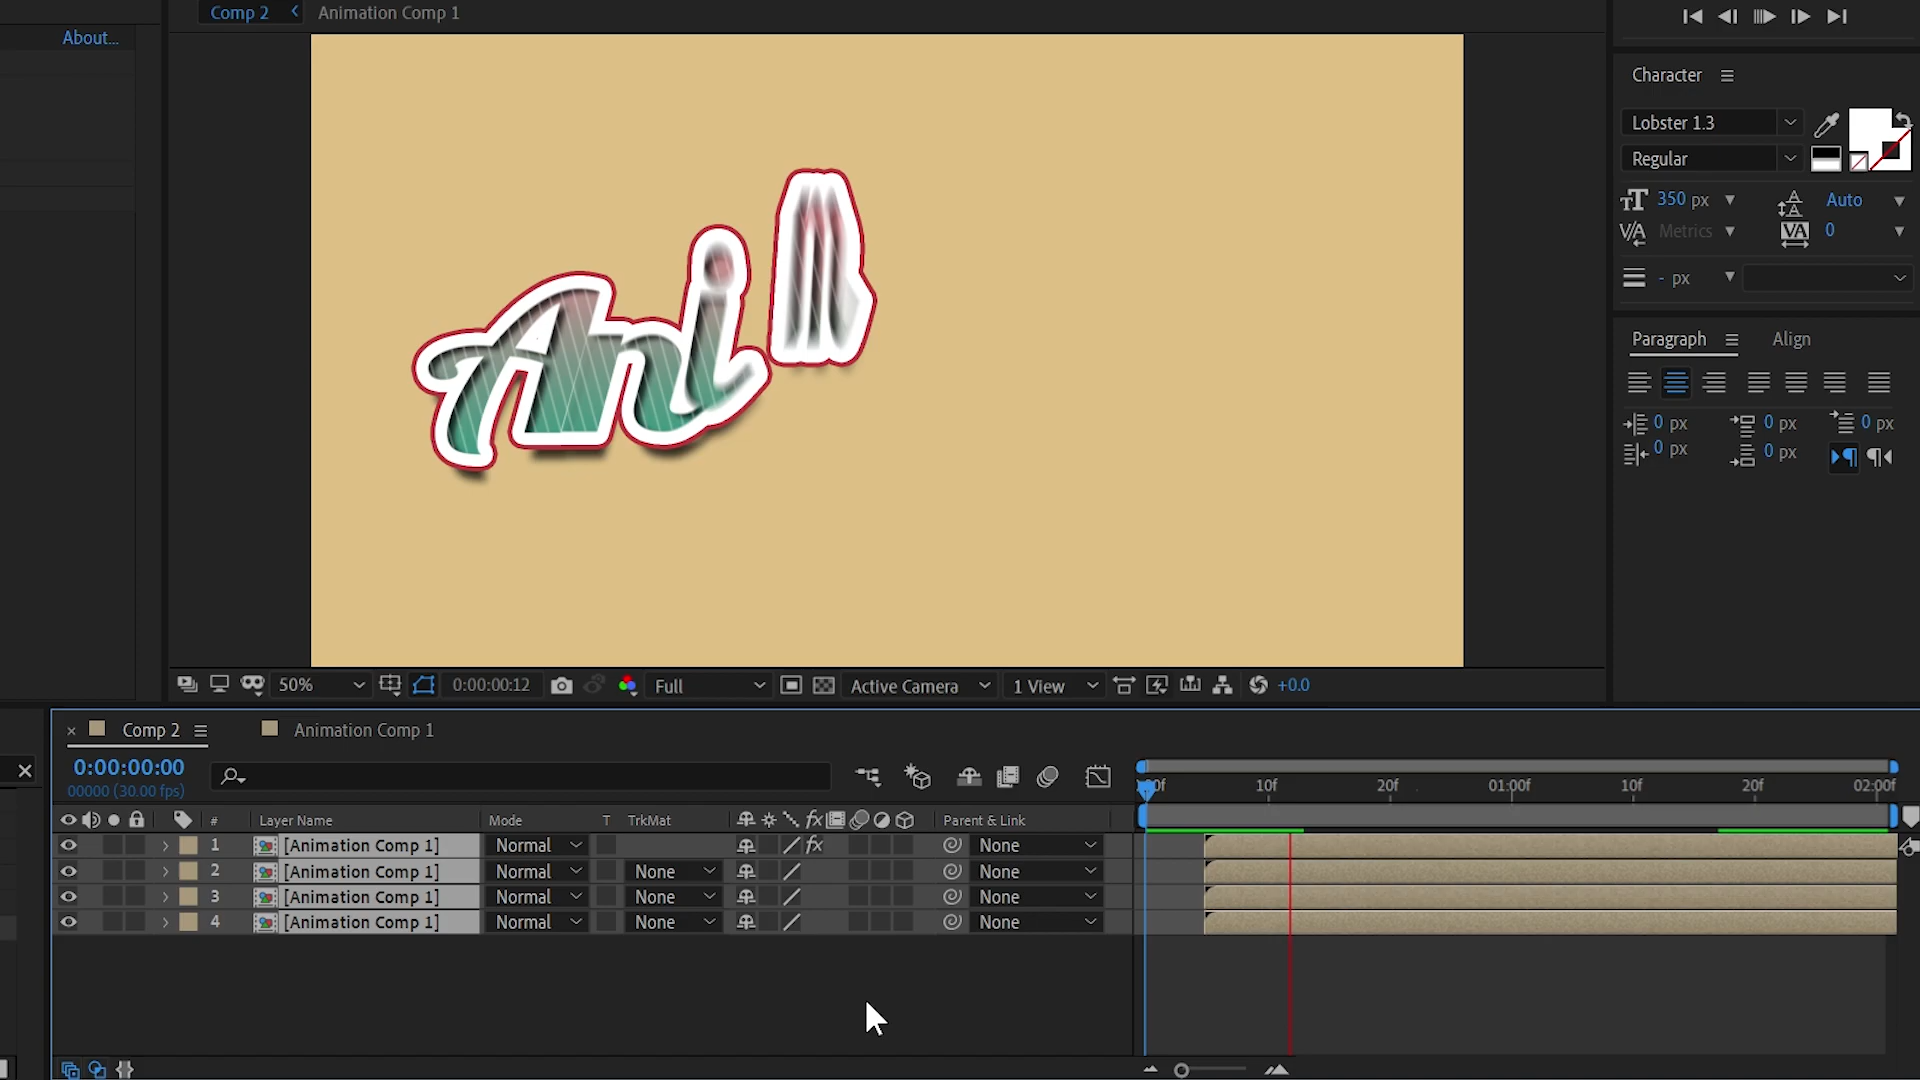 Comp 2
Animation Comp 1
About...
Character
Lobster 1.3
Regular
350 px
Auto
Metrics
0
- px
Paragraph
Align
0 px
0 px
0 px
0 px
0 px
Ani
50%
0:00:00:12
Full
Active Camera
1 View
+0.0
Comp 2
Animation Comp 1
0:00:00:00
00000 (30.00 fps)
10f
20f
01:00f
10f
20f
02:00f
#
Layer Name
Mode
T
TrkMat
Parent & Link
1 [Animation Comp 1] Normal None
2 [Animation Comp 1] Normal None None
3 [Animation Comp 1] Normal None None
4 [Animation Comp 1] Normal None None